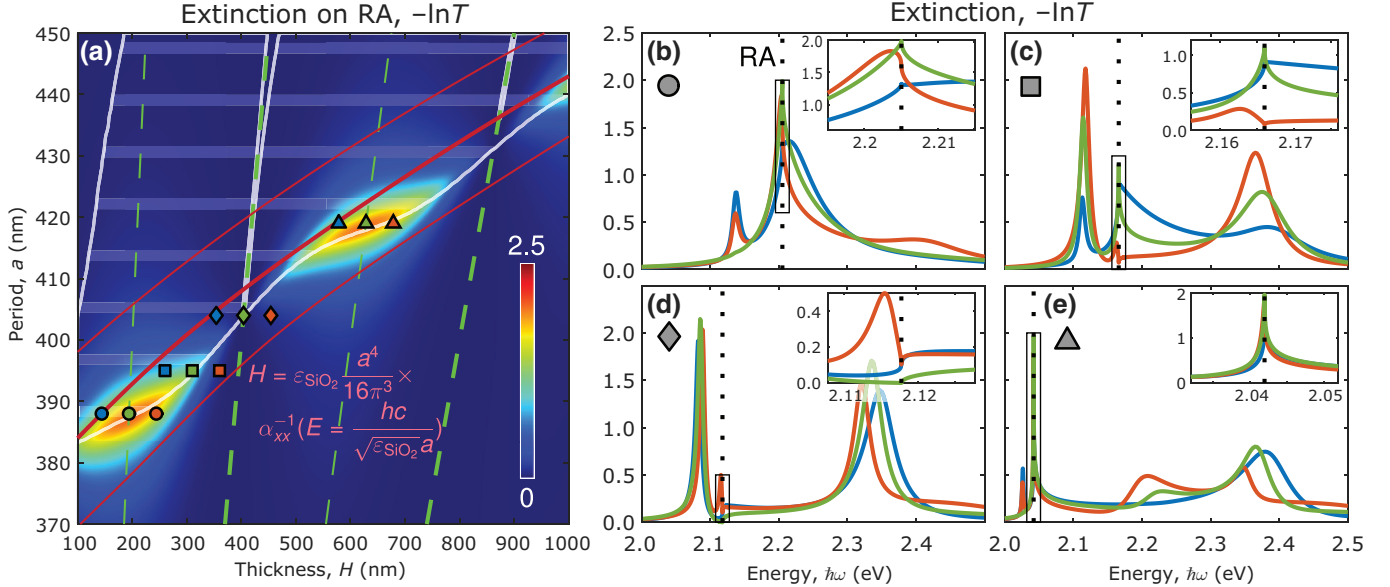 Extinction on RA, −lnT
Extinction, −lnT
(a)
450
440
430
420
410
400
390
380
370
Period, a (nm)
100 200 300 400 500 600 700 800 900 1000
Thickness, H (nm)
2.5
0
H = ε_SiO₂ a⁴/16π³ ×
α_xx⁻¹(E = hc/√ε_SiO₂ a)
(b)
RA
2.5
2.0
1.5
1.0
0.5
0.0
2.0
1.5
1.0
2.20 2.21
(c)
1.0
0.5
0.0
2.16 2.17
(d)
2.0
1.5
1.0
0.5
0.0
0.4
0.2
0.0
2.11 2.12
2.0 2.1 2.2 2.3 2.4 2.5
Energy, ħω (eV)
(e)
2
1
0
2.04 2.05
2.0 2.1 2.2 2.3 2.4 2.5
Energy, ħω (eV)